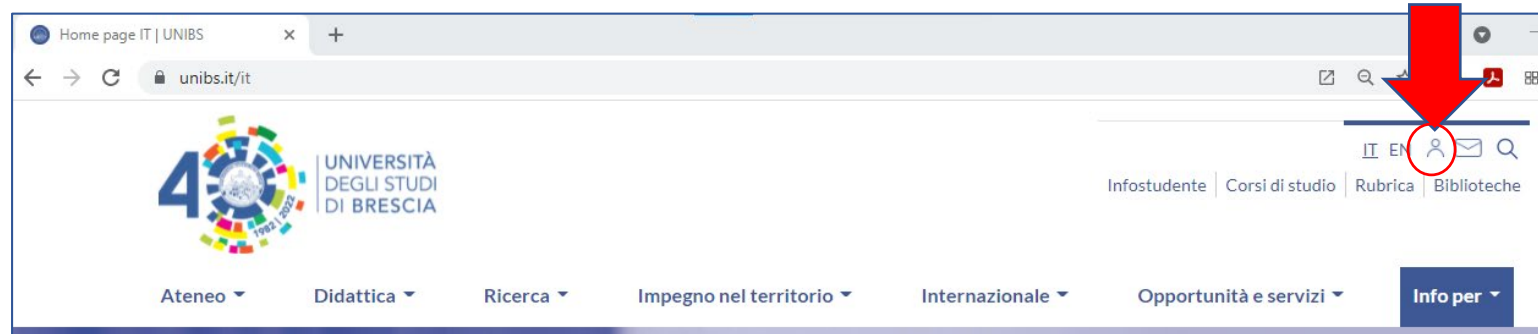 Home page IT | UNIBS
unibs.it/it
40
UNIVERSITÀ
DEGLI STUDI
DI BRESCIA
1982 | 2022
IT EN
Infostudente Corsi di studio Rubrica Biblioteche
Ateneo Didattica Ricerca Impegno nel territorio Internazionale Opportunità e servizi Info per